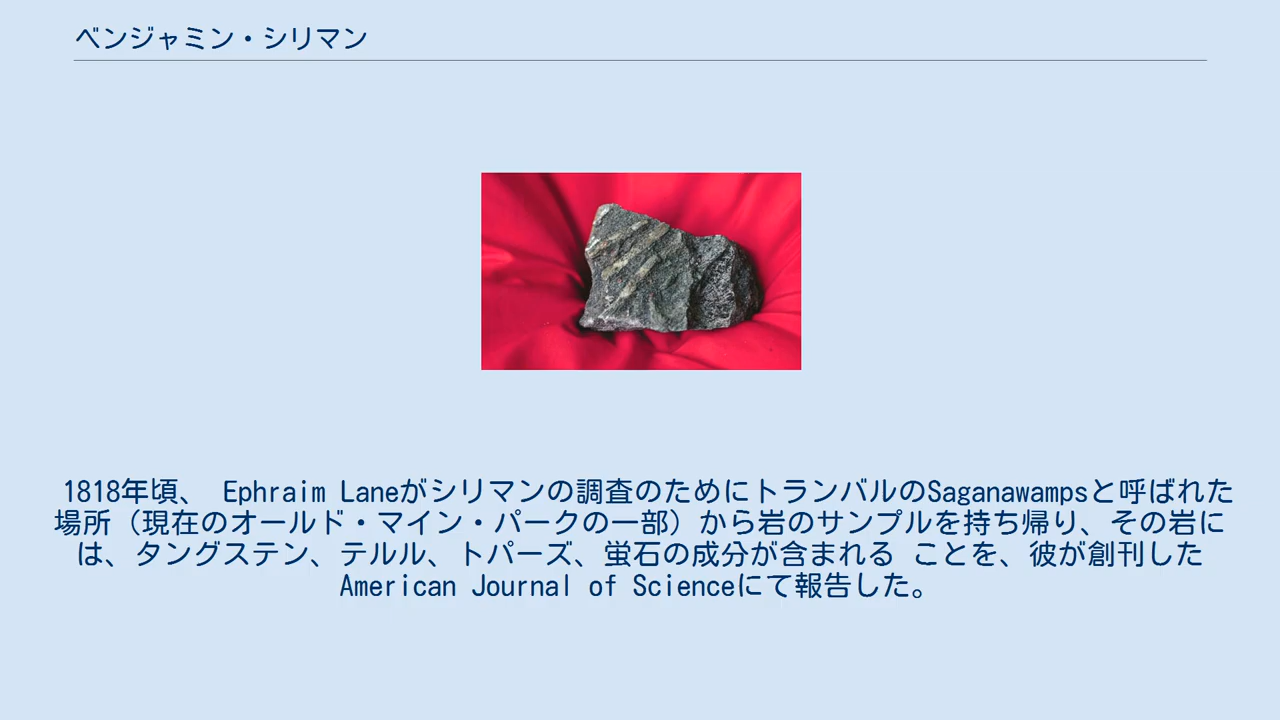 ベンジャミン・シリマン
1818年頃、 Ephraim Laneがシリマンの調査のためにトランバルのSaganawampsと呼ばれた
場所（現在のオールド・マイン・パークの一部）から岩のサンプルを持ち帰り、その岩に
は、タングステン、テルル、トパーズ、蛍石の成分が含まれる ことを、彼が創刊した
American Journal of Scienceにて報告した。